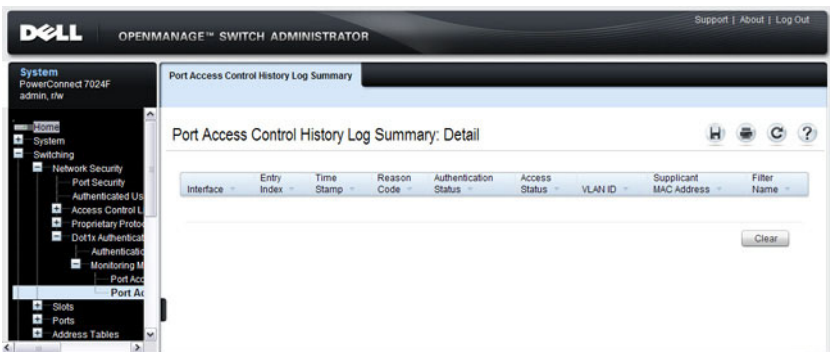 Support | About | Log Out
DELL
OPENMANAGE™ SWITCH ADMINISTRATOR
System
PowerConnect 7024F
admin, r/w
Port Access Control History Log Summary
Home
System
Switching
Network Security
Port Security
Authenticated Us
Access Control L
Proprietary Protoc
Dot1x Authenticat
Authenticatio
Monitoring M
Port Acc
Port Ac
Slots
Ports
Address Tables
Port Access Control History Log Summary: Detail
Interface
Entry Index
Time Stamp
Reason Code
Authentication Status
Access Status
VLAN ID
Supplicant MAC Address
Filter Name
Clear